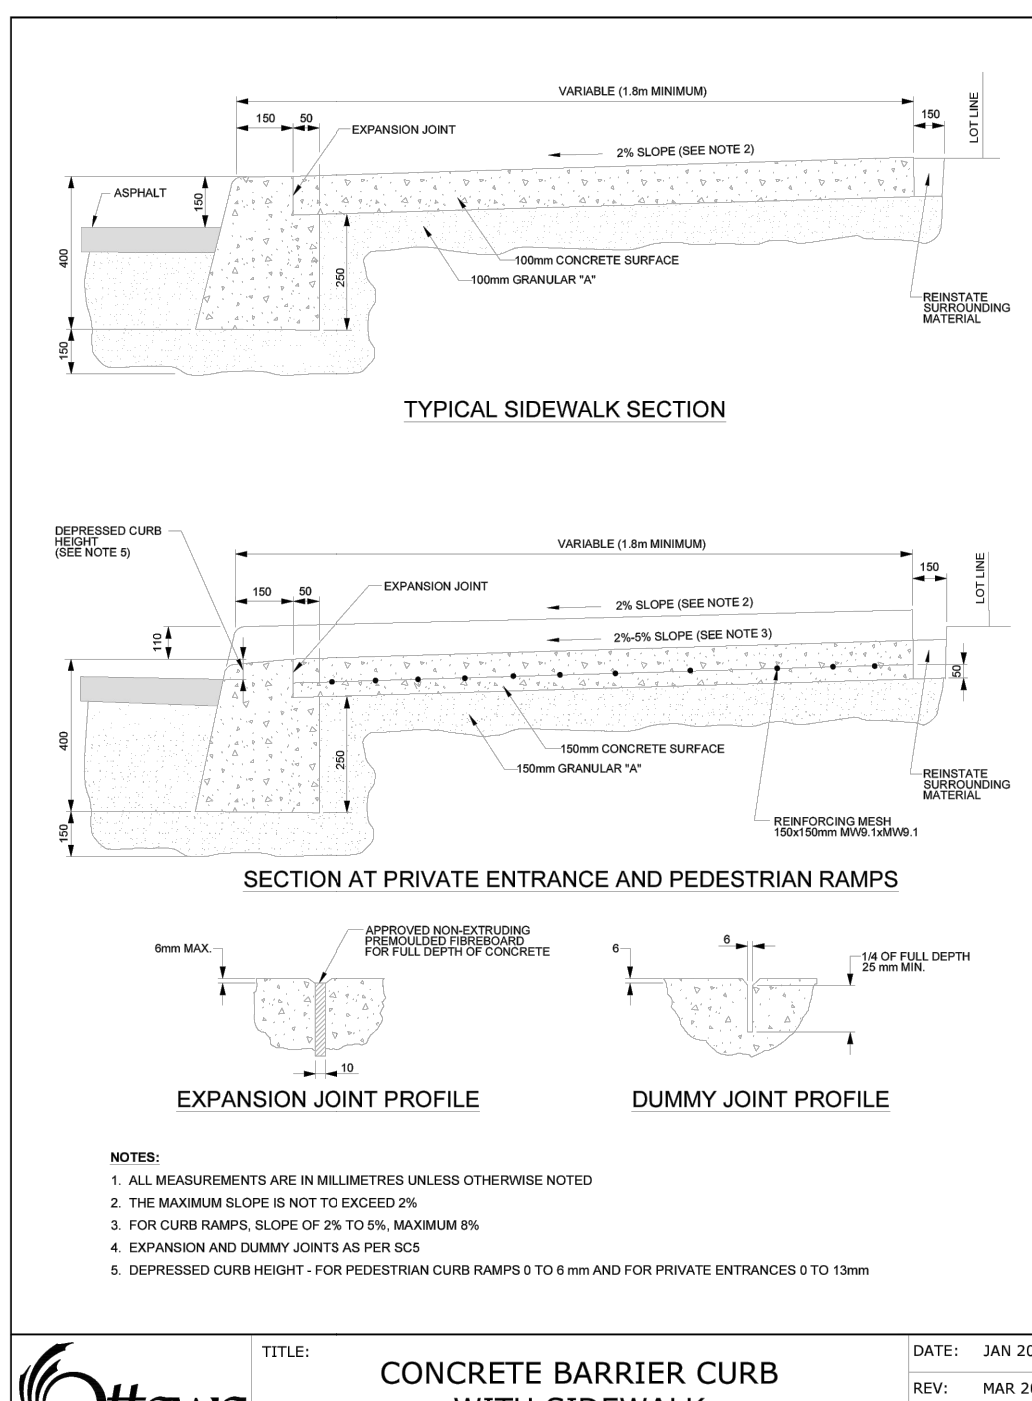 VARIABLE (1.8m MINIMUM)
150
50
150
LOT LINE
EXPANSION JOINT
2% SLOPE (SEE NOTE 2)
ASPHALT
150
400
250
100mm CONCRETE SURFACE
100mm GRANULAR "A"
REINSTATE
SURROUNDING
MATERIAL
150
TYPICAL SIDEWALK SECTION
DEPRESSED CURB
HEIGHT
(SEE NOTE 5)
VARIABLE (1.8m MINIMUM)
150
50
150
LOT LINE
EXPANSION JOINT
2% SLOPE (SEE NOTE 2)
110
2%-5% SLOPE (SEE NOTE 3)
50
400
250
150mm CONCRETE SURFACE
150mm GRANULAR "A"
REINSTATE
SURROUNDING
MATERIAL
REINFORCING MESH
150x150mm MW9.1xMW9.1
150
SECTION AT PRIVATE ENTRANCE AND PEDESTRIAN RAMPS
6mm MAX.
APPROVED NON-EXTRUDING
PREMOULDED FIBREBOARD
FOR FULL DEPTH OF CONCRETE
10
EXPANSION JOINT PROFILE
6
6
1/4 OF FULL DEPTH
25 mm MIN.
DUMMY JOINT PROFILE
NOTES:
1. ALL MEASUREMENTS ARE IN MILLIMETRES UNLESS OTHERWISE NOTED
2. THE MAXIMUM SLOPE IS NOT TO EXCEED 2%
3. FOR CURB RAMPS, SLOPE OF 2% TO 5%, MAXIMUM 8%
4. EXPANSION AND DUMMY JOINTS AS PER SC5
5. DEPRESSED CURB HEIGHT - FOR PEDESTRIAN CURB RAMPS 0 TO 6 mm AND FOR PRIVATE ENTRANCES 0 TO 13mm
TITLE:
CONCRETE BARRIER CURB
WITH SIDEWALK
DATE: JAN 20
REV: MAR 20